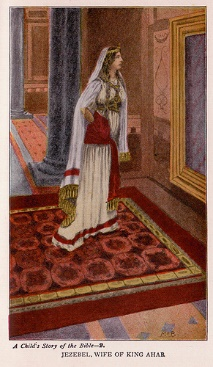 A Child's Story of the Bible—9.
JEZEBEL, WIFE OF KING AHAB.